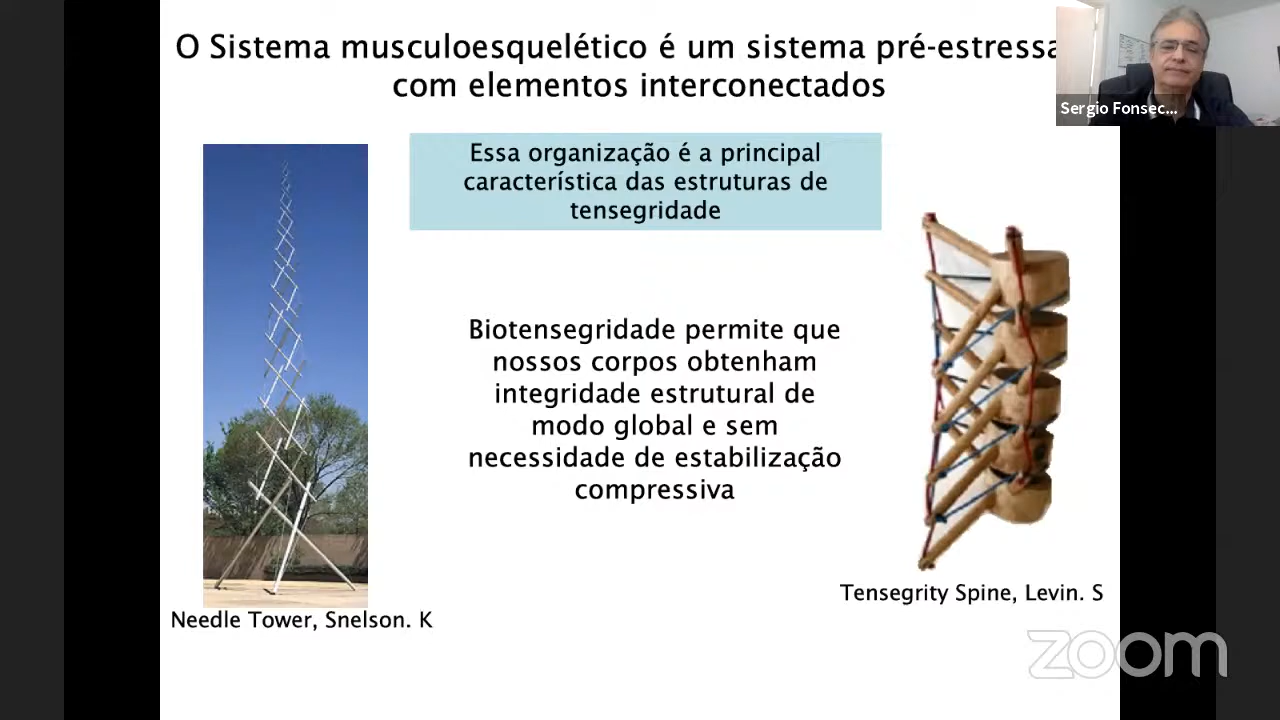 O Sistema musculoesquelético é um sistema pré-estressa
com elementos interconectados
Sergio Fonsec...
Essa organização é a principal
característica das estruturas de
tensegridade
Biotensegridade permite que
nossos corpos obtenham
integridade estrutural de
modo global e sem
necessidade de estabilização
compressiva
Tensegrity Spine, Levin. S
Needle Tower, Snelson. K
zoom